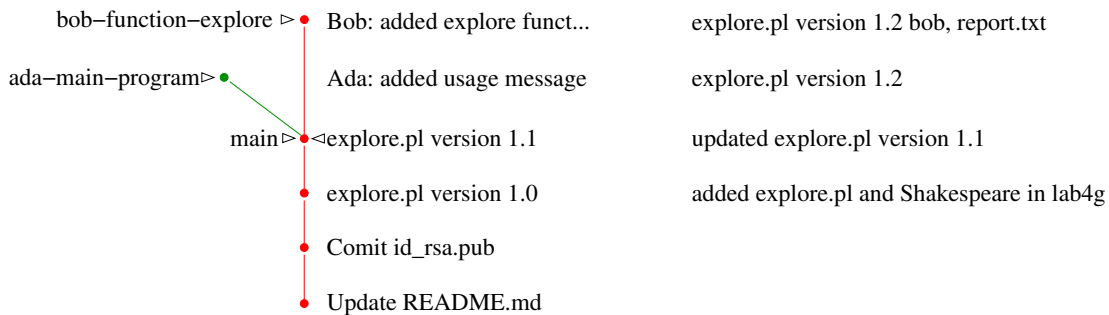 bob−function−explore Bob: added explore funct... explore.pl version 1.2 bob, report.txt
ada−main−program Ada: added usage message explore.pl version 1.2
main explore.pl version 1.1 updated explore.pl version 1.1
explore.pl version 1.0 added explore.pl and Shakespeare in lab4g
Comit id_rsa.pub
Update README.md